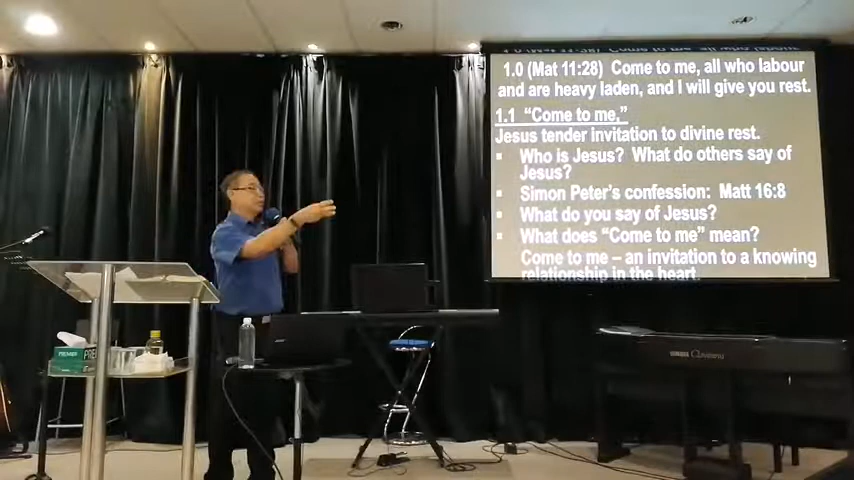 1.0 (Mat 11:28) Come to me, all who labour
and are heavy laden, and I will give you rest.
1.1 “Come to me,”
Jesus tender invitation to divine rest.
▪ Who is Jesus? What do others say of
Jesus?
▪ Simon Peter's confession: Matt 16:8
▪ What do you say of Jesus?
▪ What does “Come to me” mean?
Come to me – an invitation to a knowing
relationship in the heart
PREMIER
YAMAHA Clavinova